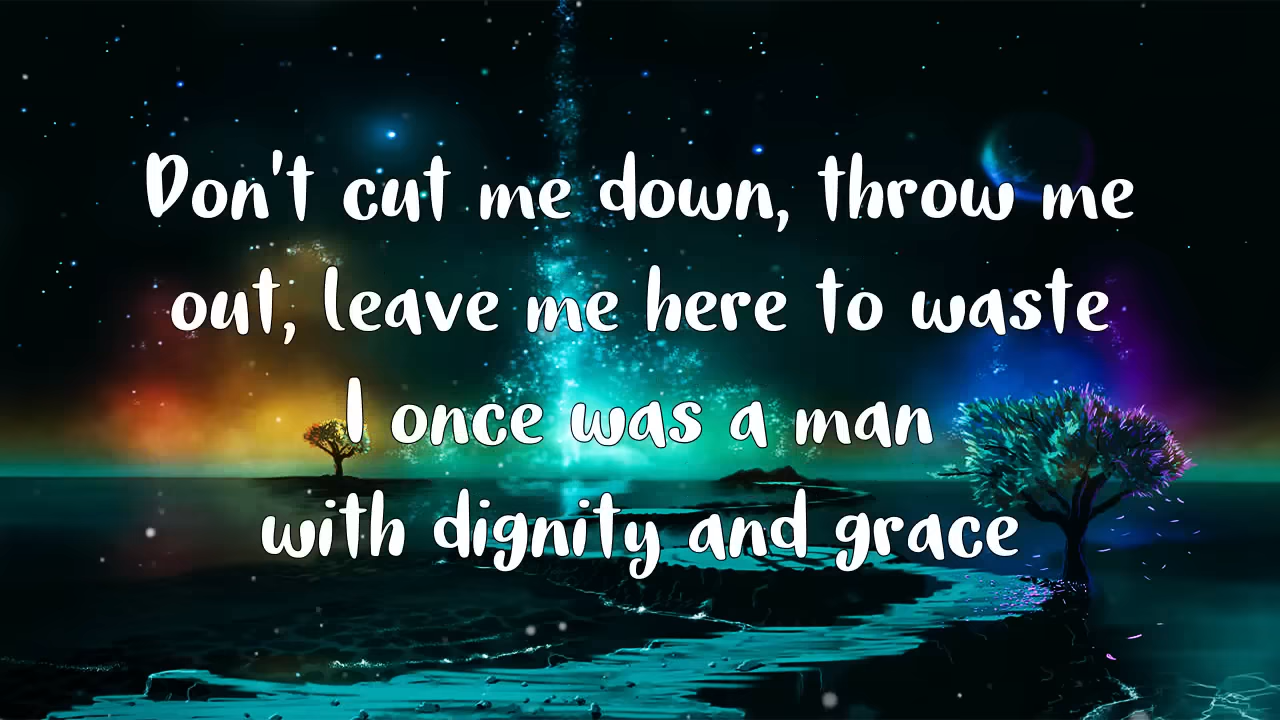 Don't cut me down, throw me
out, leave me here to waste
I once was a man
with dignity and grace